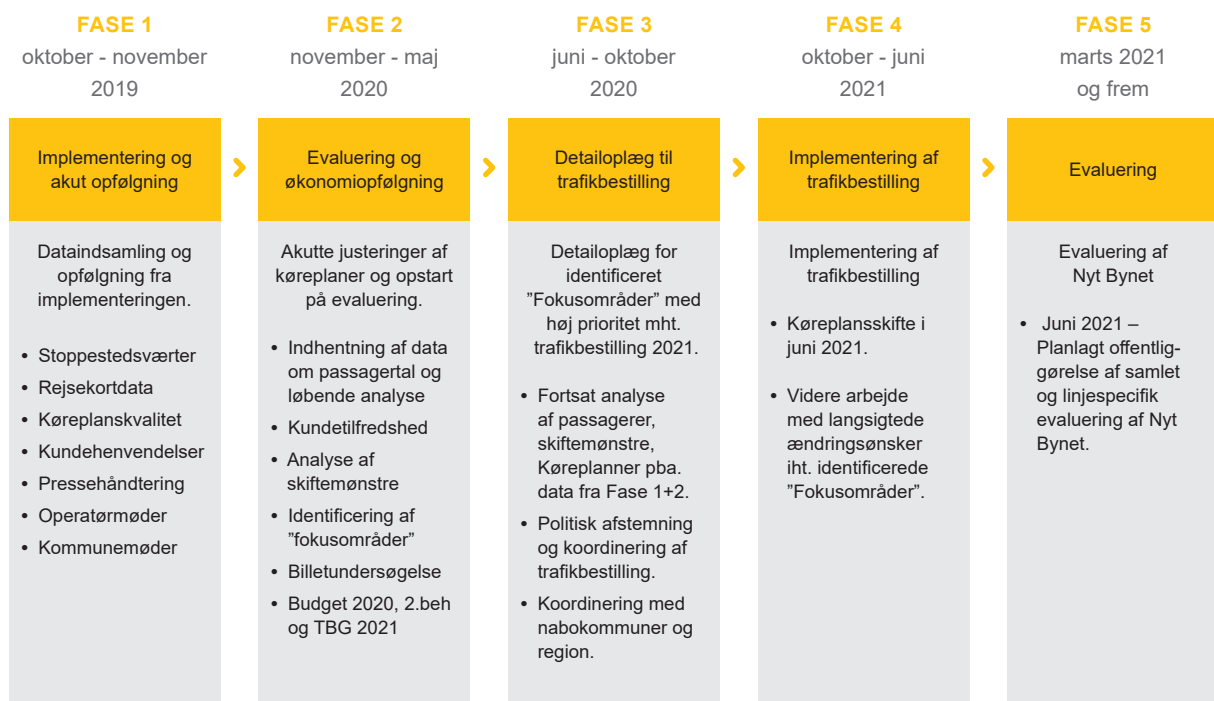 FASE 1
oktober - november
2019
Implementering og
akut opfølgning
Dataindsamling og
opfølgning fra
implementeringen.
• Stoppestedsværter
• Rejsekortdata
• Køreplanskvalitet
• Kundehenvendelser
• Pressehåndtering
• Operatørmøder
• Kommunemøder
FASE 2
november - maj
2020
Evaluering og
økonomiopfølgning
Akutte justeringer af
køreplaner og opstart
på evaluering.
• Indhentning af data
om passagertal og
løbende analyse
• Kundetilfredshed
• Analyse af
skiftemønstre
• Identificering af
"fokusområder"
• Billetundersøgelse
• Budget 2020, 2.beh
og TBG 2021
FASE 3
juni - oktober
2020
Detailoplæg til
trafikbestilling
Detailoplæg for
identificeret
"Fokusområder" med
høj prioritet mht.
trafikbestilling 2021.
• Fortsat analyse
af passagerer,
skiftemønstre,
Køreplanner pba.
data fra Fase 1+2.
• Politisk afstemning
og koordinering af
trafikbestilling.
• Koordinering med
nabokommuner og
region.
FASE 4
oktober - juni
2021
Implementering af
trafikbestilling
Implementering af
trafikbestilling
• Køreplansskifte i
juni 2021.
• Videre arbejde
med langsigtede
ændringsønsker
iht. identificerede
"Fokusområder".
FASE 5
marts 2021
og frem
Evaluering
Evaluering af
Nyt Bynet
• Juni 2021 –
Planlagt offentlig-
gørelse af samlet
og linjespecifik
evaluering af Nyt
Bynet.